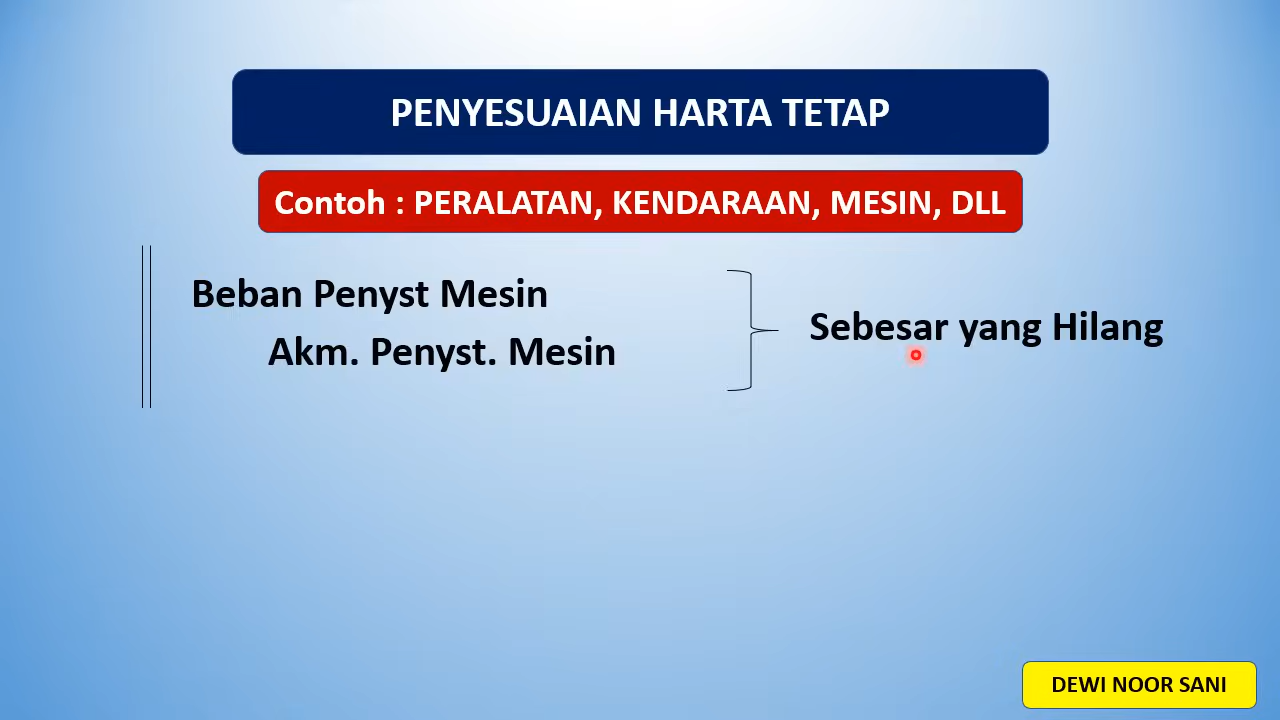 PENYESUAIAN HARTA TETAP
Contoh : PERALATAN, KENDARAAN, MESIN, DLL
Beban Penyst Mesin
Akm. Penyst. Mesin
Sebesar yang Hilang
DEWI NOOR SANI